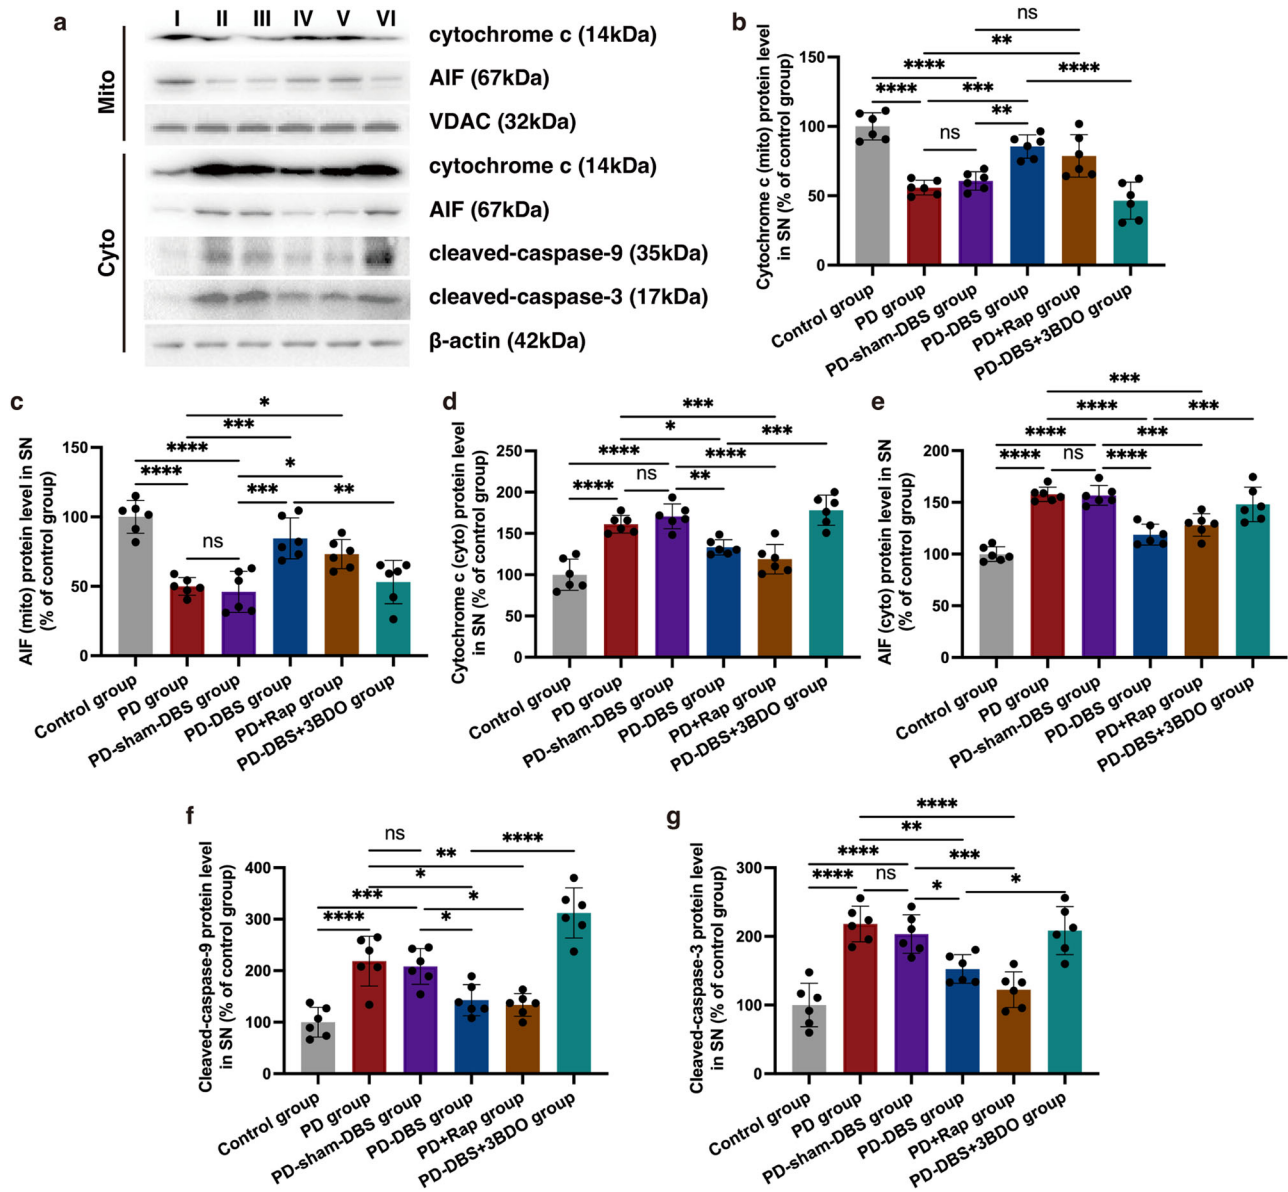 a
I II III IV V VI
Mito
cytochrome c (14kDa)
AIF (67kDa)
VDAC (32kDa)
Cyto
cytochrome c (14kDa)
AIF (67kDa)
cleaved-caspase-9 (35kDa)
cleaved-caspase-3 (17kDa)
β-actin (42kDa)
b
Cytochrome c (mito) protein level
in SN (% of control group)
150
100
50
0
ns
**
**** ****
**** ***
**
ns
Control group
PD group
PD-sham-DBS group
PD-DBS group
PD+Rap group
PD-DBS+3BDO group
c
AIF (mito) protein level in SN
(% of control group)
150
100
50
0
*
***
****
**** *
*** **
ns
Control group
PD group
PD-sham-DBS group
PD-DBS group
PD+Rap group
PD-DBS+3BDO group
d
Cytochrome c (cyto) protein level
in SN (% of control group)
250
200
150
100
50
0
***
* ***
**** ****
**** ns **
Control group
PD group
PD-sham-DBS group
PD-DBS group
PD+Rap group
PD-DBS+3BDO group
e
AIF (cyto) protein level in SN
(% of control group)
200
150
100
50
0
***
**** ***
**** ***
**** ns ****
Control group
PD group
PD-sham-DBS group
PD-DBS group
PD+Rap group
PD-DBS+3BDO group
f
Cleaved-caspase-9 protein level
in SN (% of control group)
400
300
200
100
0
ns ****
**
*
*** *
**** *
Control group
PD group
PD-sham-DBS group
PD-DBS group
PD+Rap group
PD-DBS+3BDO group
g
Cleaved-caspase-3 protein level
in SN (% of control group)
300
200
100
0
****
**
**** ***
**** ns * *
Control group
PD group
PD-sham-DBS group
PD-DBS group
PD+Rap group
PD-DBS+3BDO group